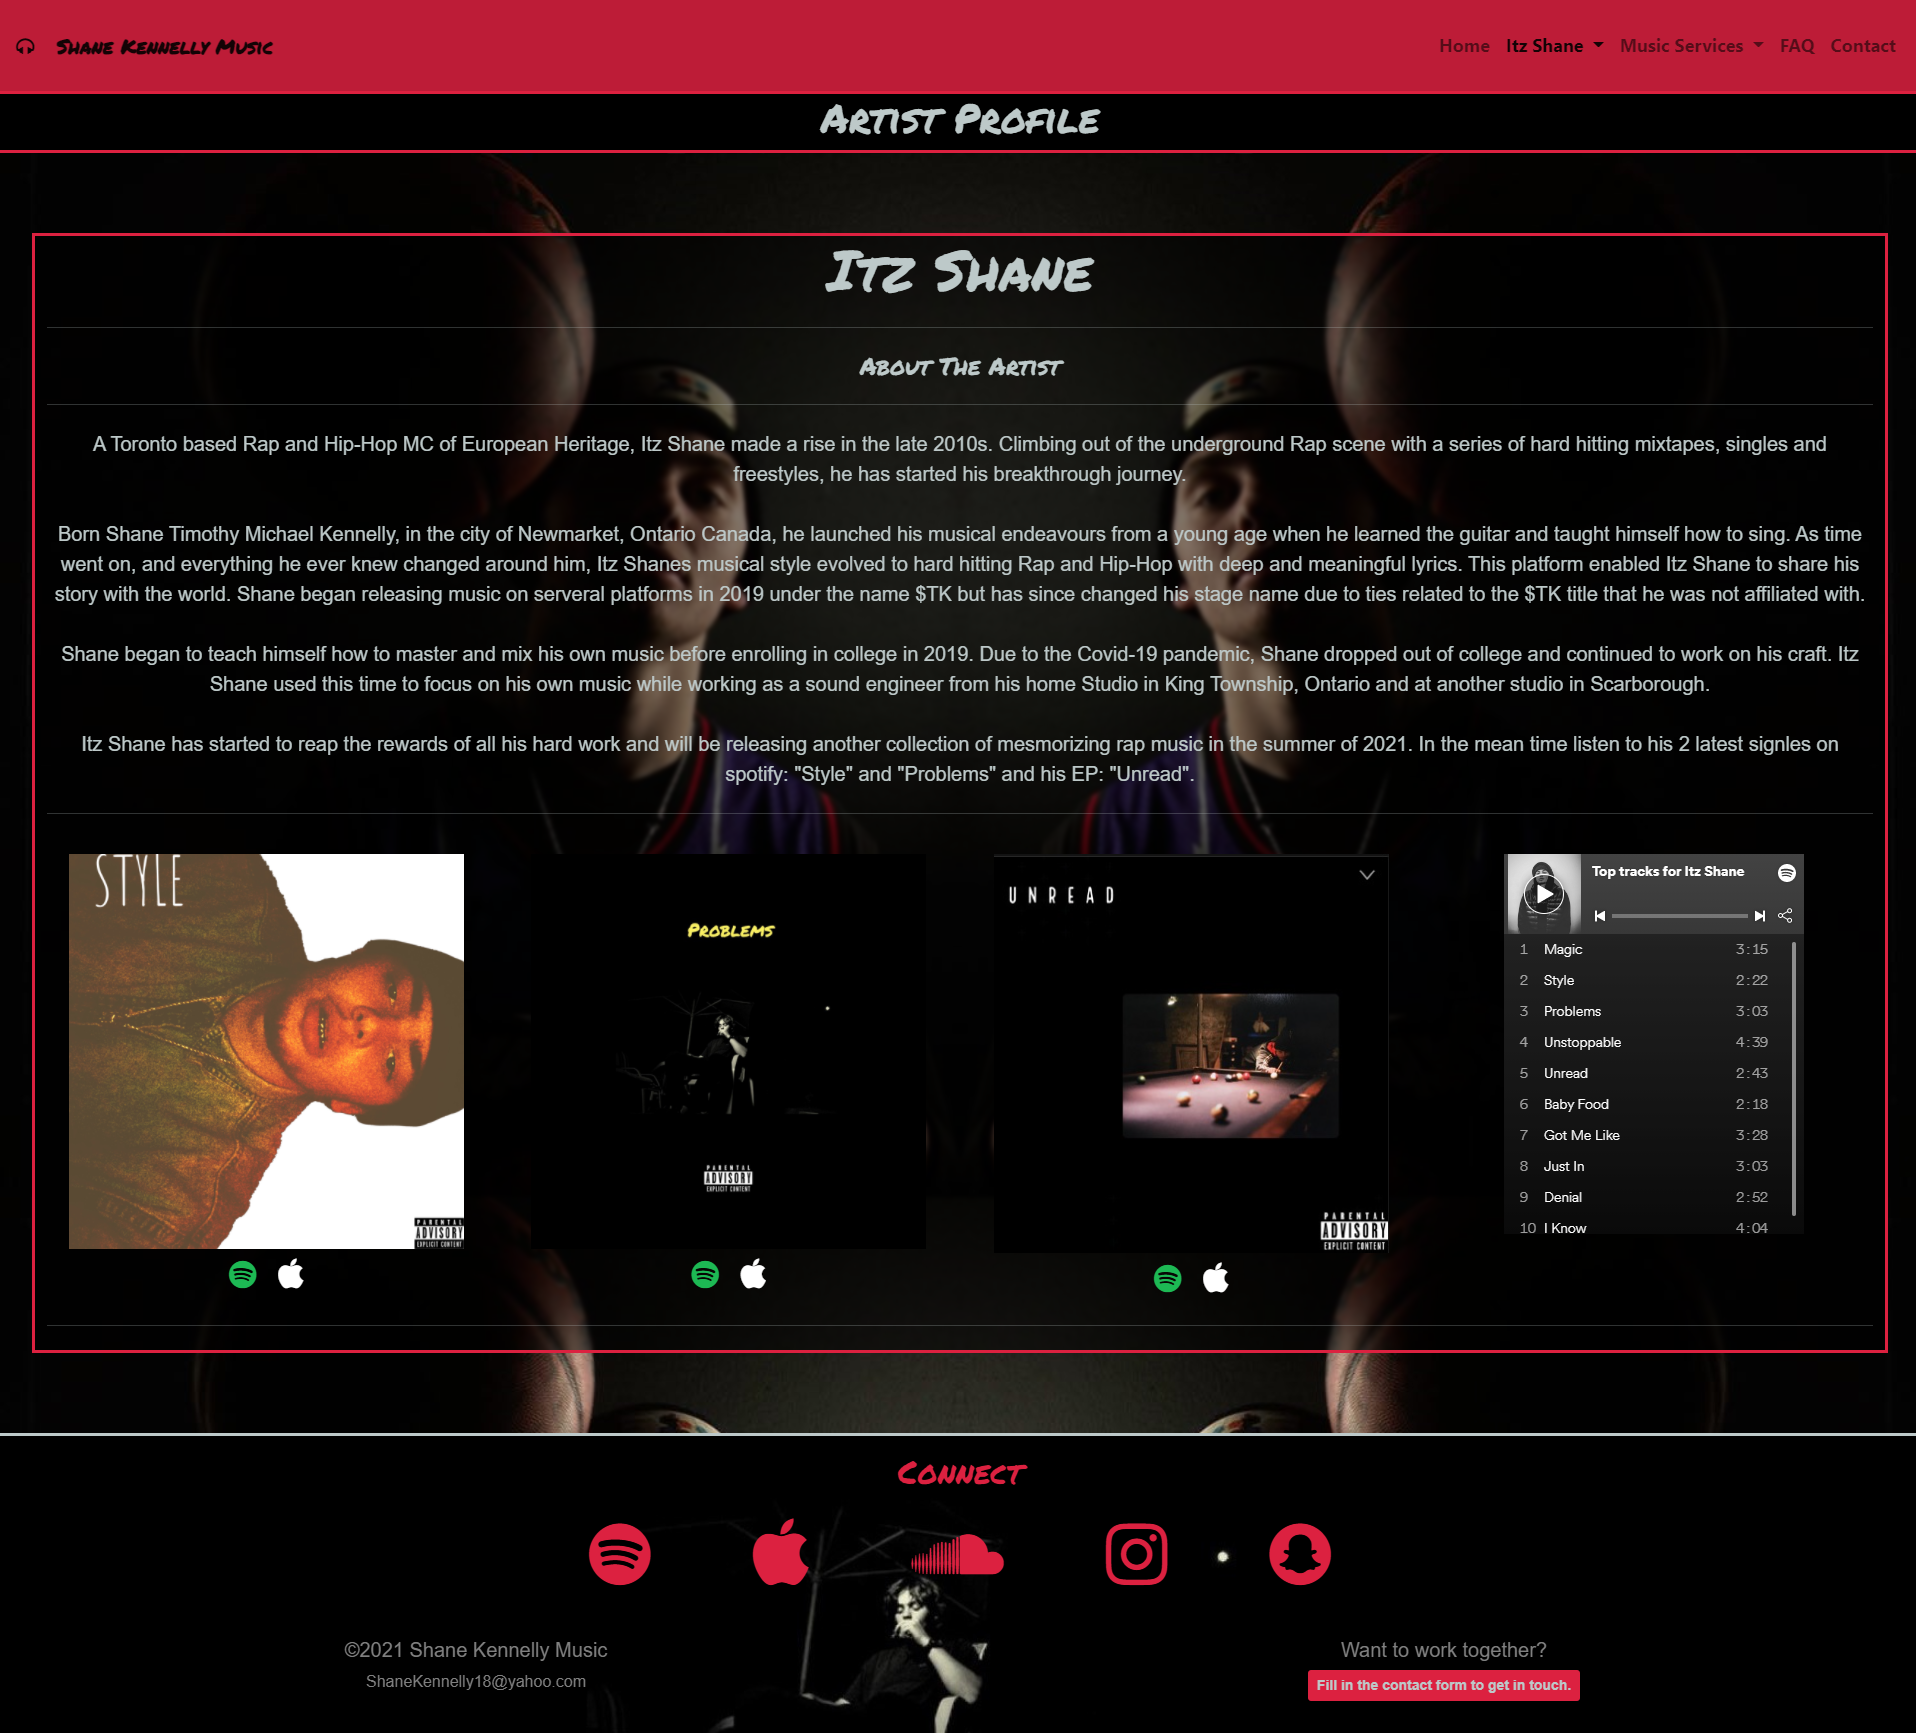 Shane Kennelly Music
Home Itz Shane Music Services FAQ Contact
Artist Profile
Itz Shane
About The Artist
A Toronto based Rap and Hip-Hop MC of European Heritage, Itz Shane made a rise in the late 2010s. Climbing out of the underground Rap scene with a series of hard hitting mixtapes, singles and
freestyles, he has started his breakthrough journey.
Born Shane Timothy Michael Kennelly, in the city of Newmarket, Ontario Canada, he launched his musical endeavours from a young age when he learned the guitar and taught himself how to sing. As time
went on, and everything he ever knew changed around him, Itz Shanes musical style evolved to hard hitting Rap and Hip-Hop with deep and meaningful lyrics. This platform enabled Itz Shane to share his
story with the world. Shane began releasing music on serveral platforms in 2019 under the name $TK but has since changed his stage name due to ties related to the $TK title that he was not affiliated with.
Shane began to teach himself how to master and mix his own music before enrolling in college in 2019. Due to the Covid-19 pandemic, Shane dropped out of college and continued to work on his craft. Itz
Shane used this time to focus on his own music while working as a sound engineer from his home Studio in King Township, Ontario and at another studio in Scarborough.
Itz Shane has started to reap the rewards of all his hard work and will be releasing another collection of mesmorizing rap music in the summer of 2021. In the mean time listen to his 2 latest signles on
spotify: "Style" and "Problems" and his EP: "Unread".
STYLE
PARENTAL
ADVISORY
EXPLICIT CONTENT
Problems
PARENTAL
ADVISORY
EXPLICIT CONTENT
UNREAD
PARENTAL
ADVISORY
EXPLICIT CONTENT
Top tracks for Itz Shane
1 Magic 3:15
2 Style 2:22
3 Problems 3:03
4 Unstoppable 4:39
5 Unread 2:43
6 Baby Food 2:18
7 Got Me Like 3:28
8 Just In 3:03
9 Denial 2:52
10 I Know 4:04
Connect
©2021 Shane Kennelly Music
ShaneKennelly18@yahoo.com
Want to work together?
Fill in the contact form to get in touch.